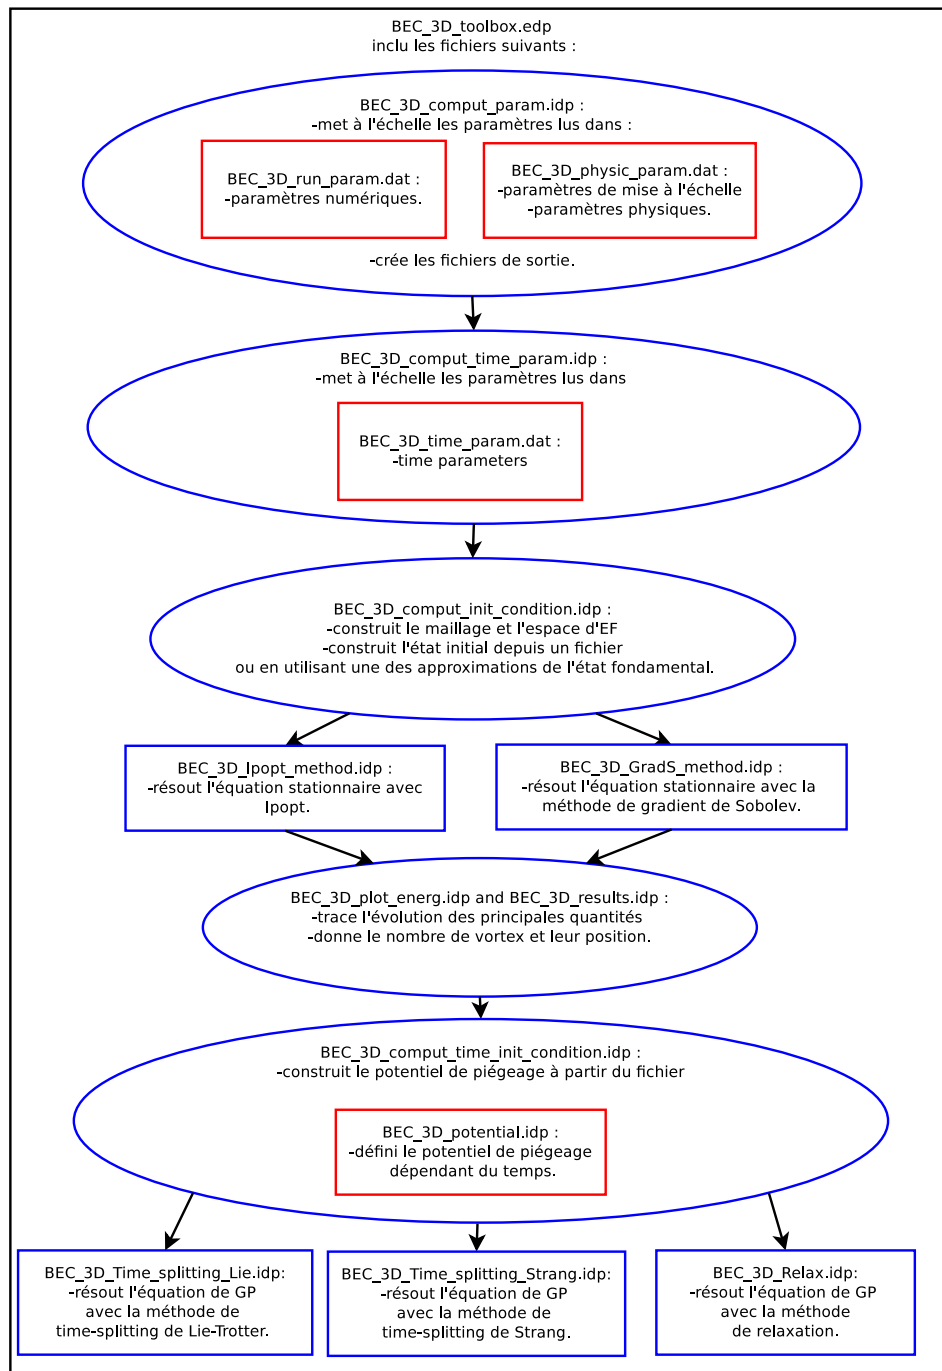 BEC_3D_toolbox.edp
inclu les fichiers suivants :
BEC_3D_comput_param.idp :
-met à l'échelle les paramètres lus dans :
BEC_3D_run_param.dat :
-paramètres numériques.
BEC_3D_physic_param.dat :
-paramètres de mise à l'échelle
-paramètres physiques.
-crée les fichiers de sortie.
BEC_3D_comput_time_param.idp :
-met à l'échelle les paramètres lus dans
BEC_3D_time_param.dat :
-time parameters
BEC_3D_comput_init_condition.idp :
-construit le maillage et l'espace d'EF
-construit l'état initial depuis un fichier
ou en utilisant une des approximations de l'état fondamental.
BEC_3D_Ipopt_method.idp :
-résout l'équation stationnaire avec
Ipopt.
BEC_3D_GradS_method.idp :
-résout l'équation stationnaire avec la
méthode de gradient de Sobolev.
BEC_3D_plot_energ.idp and BEC_3D_results.idp :
-trace l'évolution des principales quantités
-donne le nombre de vortex et leur position.
BEC_3D_comput_time_init_condition.idp :
-construit le potentiel de piégeage à partir du fichier
BEC_3D_potential.idp :
-défini le potentiel de piégeage
dépendant du temps.
BEC_3D_Time_splitting_Lie.idp:
-résout l'équation de GP
avec la méthode de
time-splitting de Lie-Trotter.
BEC_3D_Time_splitting_Strang.idp:
-résout l'équation de GP
avec la méthode de
time-splitting de Strang.
BEC_3D_Relax.idp:
-résout l'équation de GP
avec la méthode
de relaxation.